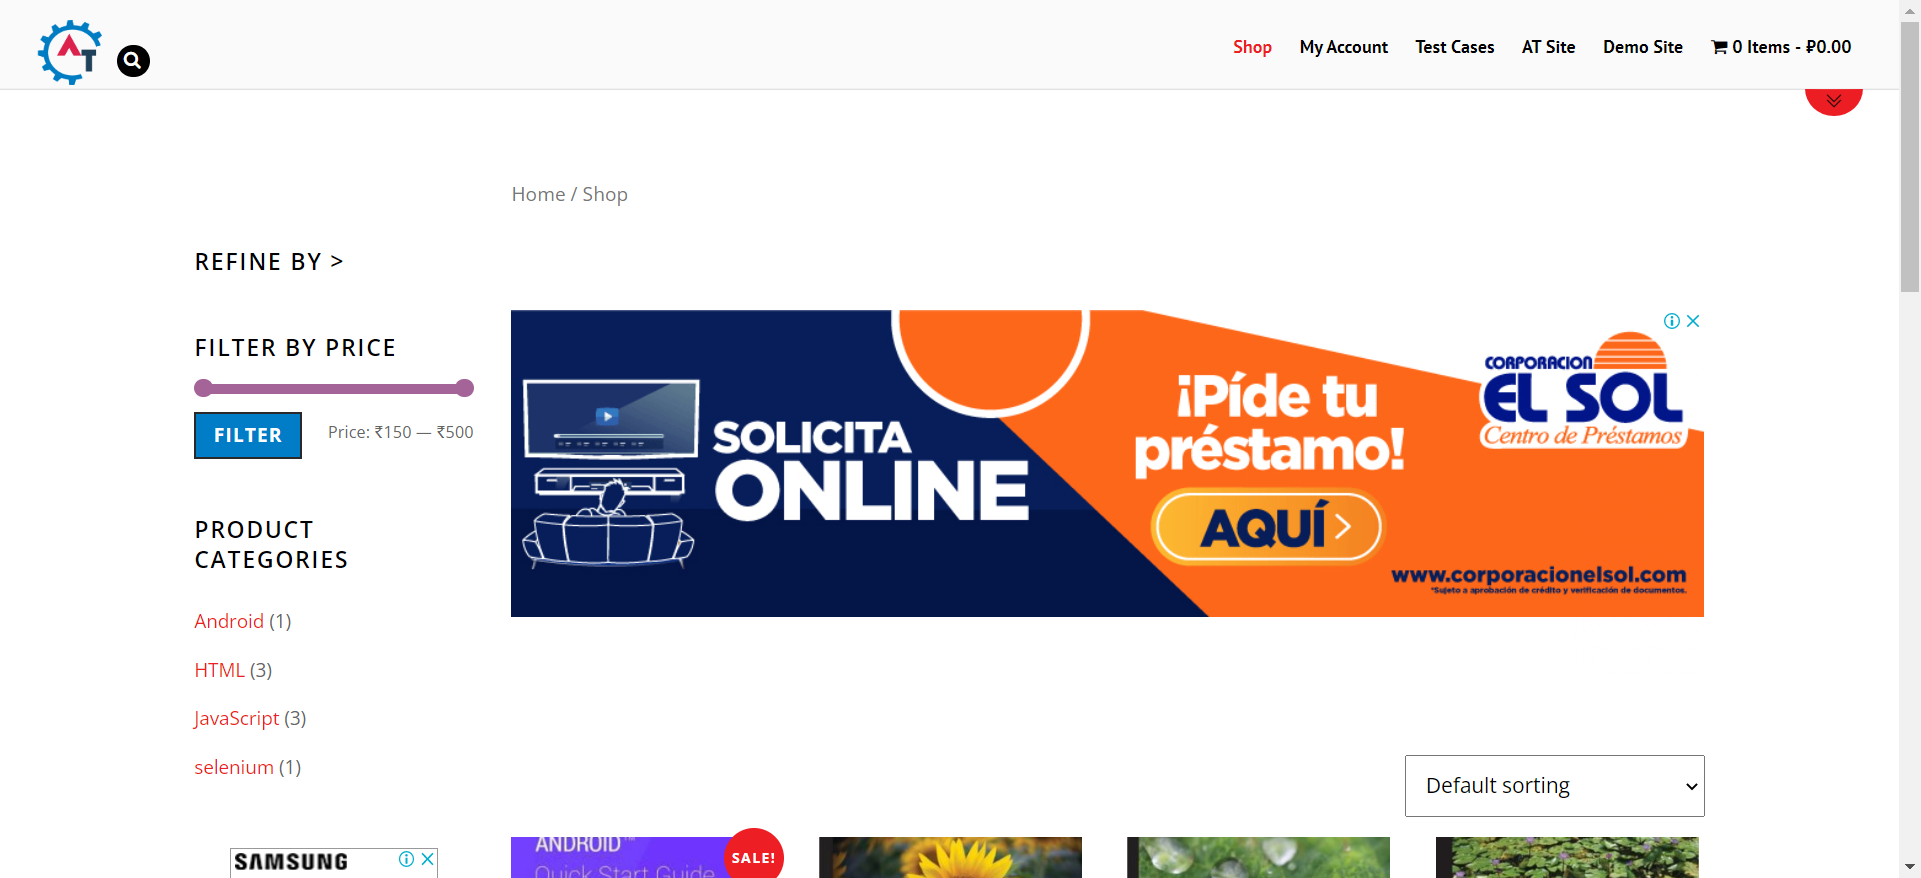 AT
Shop
My Account
Test Cases
AT Site
Demo Site
0 Items - ₽0.00
Home / Shop
REFINE BY >
FILTER BY PRICE
FILTER
Price: ₹150 — ₹500
PRODUCT
CATEGORIES
Android (1)
HTML (3)
JavaScript (3)
selenium (1)
SAMSUNG
SOLICITA
ONLINE
¡Píde tu
préstamo!
AQUÍ
CORPORACION
EL SOL
Centro de Préstamos
www.corporacionelsol.com
*Sujeto a aprobación de crédito y verificación de documentos.
Default sorting
ANDROID™
Quick Start Guide
SALE!